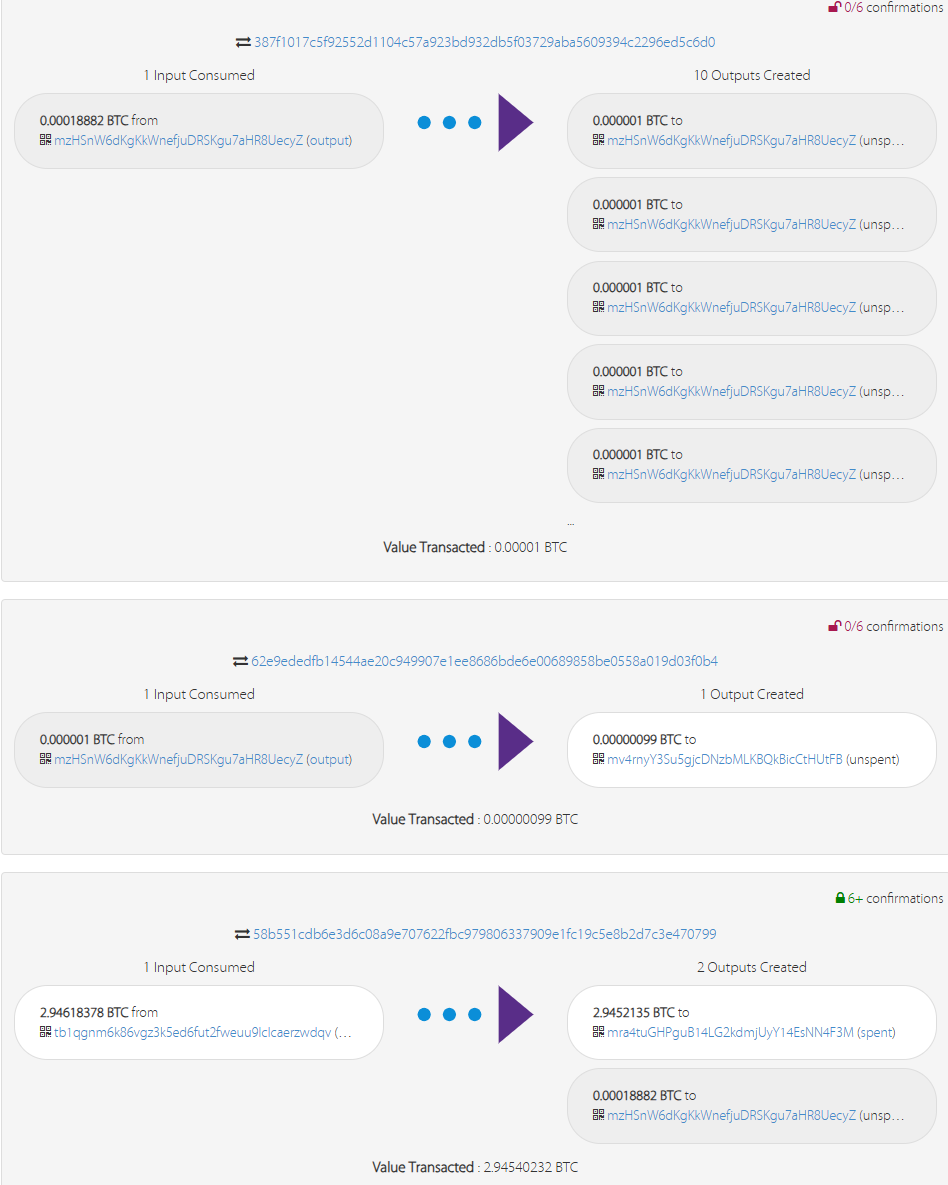 0/6 confirmations
387f1017c5f92552d1104c57a923bd932db5f03729aba5609394c2296ed5c6d0
1 Input Consumed
10 Outputs Created
0.00018882 BTC from
mzHSnW6dKgKkWnefjuDRSKgu7aHR8UecyZ (output)
0.000001 BTC to
mzHSnW6dKgKkWnefjuDRSKgu7aHR8UecyZ (unsp…
0.000001 BTC to
mzHSnW6dKgKkWnefjuDRSKgu7aHR8UecyZ (unsp…
0.000001 BTC to
mzHSnW6dKgKkWnefjuDRSKgu7aHR8UecyZ (unsp…
0.000001 BTC to
mzHSnW6dKgKkWnefjuDRSKgu7aHR8UecyZ (unsp…
0.000001 BTC to
mzHSnW6dKgKkWnefjuDRSKgu7aHR8UecyZ (unsp…
...
Value Transacted : 0.00001 BTC
0/6 confirmations
62e9ededfb14544ae20c949907e1ee8686bde6e00689858be0558a019d03f0b4
1 Input Consumed
1 Output Created
0.000001 BTC from
mzHSnW6dKgKkWnefjuDRSKgu7aHR8UecyZ (output)
0.00000099 BTC to
mv4rnyY3Su5gjcDNzbMLKBQkBicCtHUtFB (unspent)
Value Transacted : 0.00000099 BTC
6+ confirmations
58b551cdb6e3d6c08a9e707622fbc979806337909e1fc19c5e8b2d7c3e470799
1 Input Consumed
2 Outputs Created
2.94618378 BTC from
tb1qgnm6k86vgz3k5ed6fut2fweuu9lclcaerzwdqv (…
2.9452135 BTC to
mra4tuGHPguB14LG2kdmjUyY14EsNN4F3M (spent)
0.00018882 BTC to
mzHSnW6dKgKkWnefjuDRSKgu7aHR8UecyZ (unsp…
Value Transacted : 2.94540232 BTC